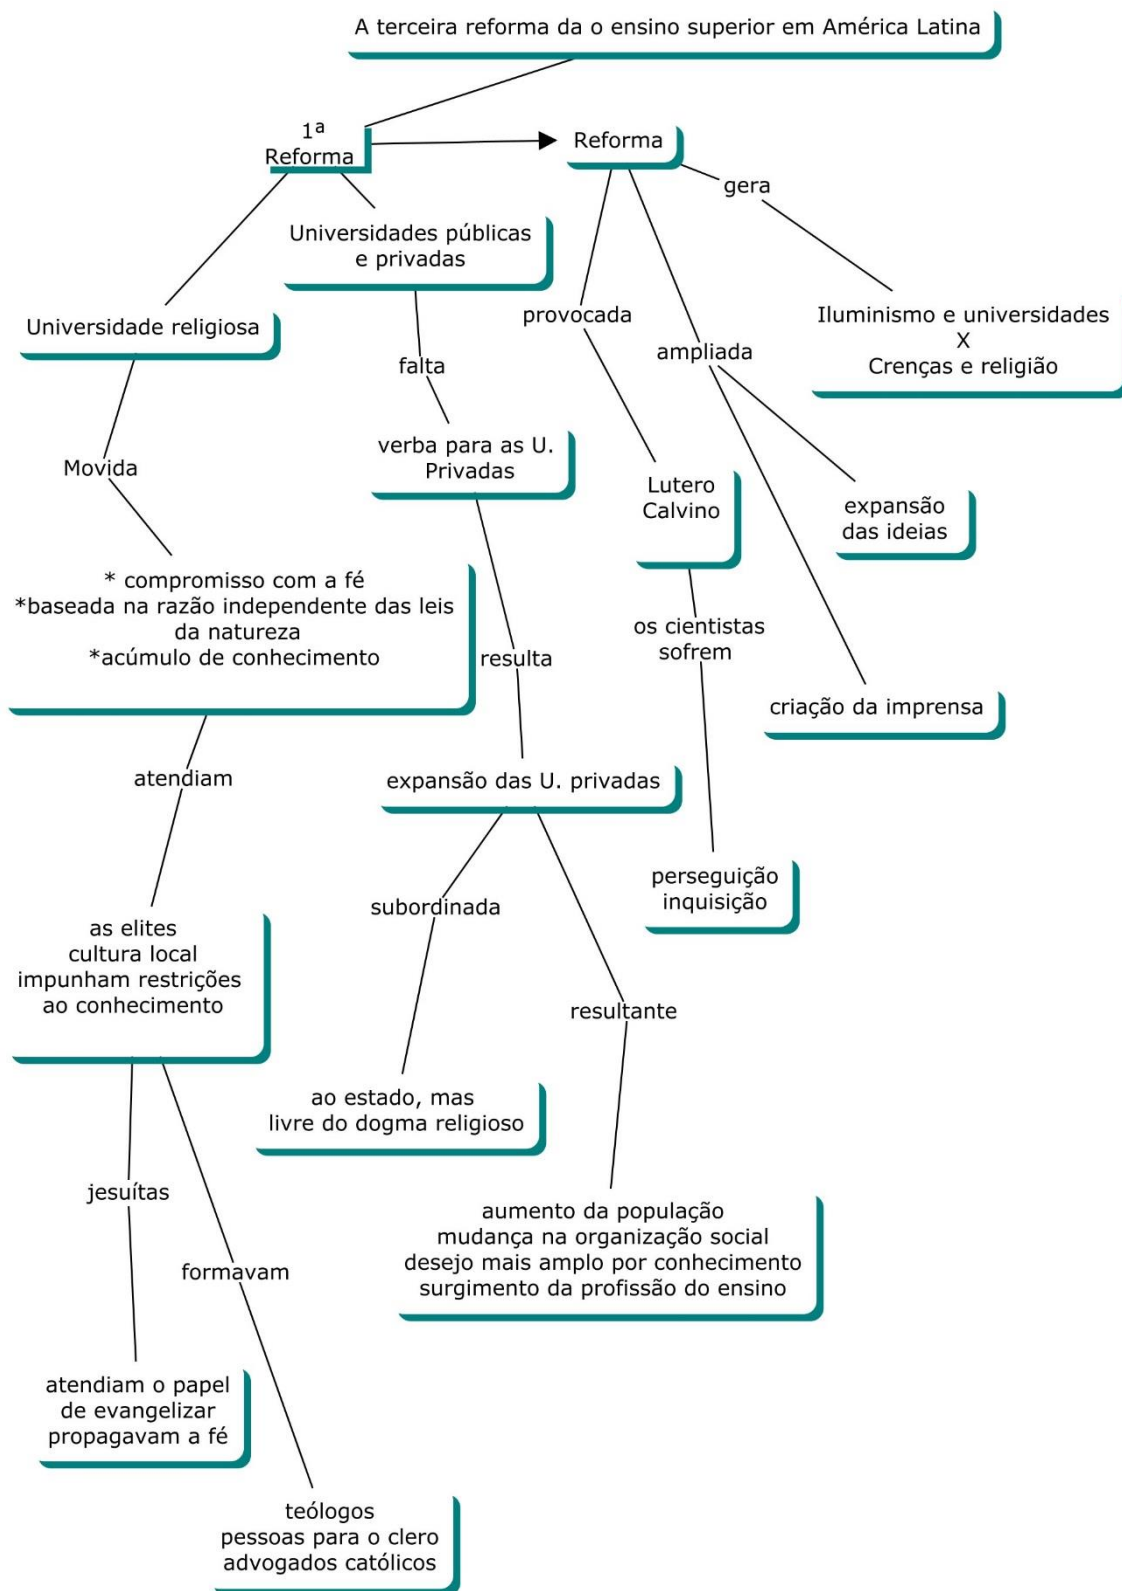 A terceira reforma da o ensino superior em América Latina
1ª
Reforma
Reforma
gera
Universidades públicas
e privadas
Universidade religiosa
provocada
Iluminismo e universidades
X
Crenças e religião
ampliada
falta
verba para as U.
Privadas
Movida
Lutero
Calvino
expansão
das ideias
* compromisso com a fé
*baseada na razão independente das leis
da natureza
*acúmulo de conhecimento
os cientistas
sofrem
resulta
criação da imprensa
atendiam
expansão das U. privadas
perseguição
inquisição
subordinada
as elites
cultura local
impunham restrições
ao conhecimento
resultante
ao estado, mas
livre do dogma religioso
jesuítas
aumento da população
mudança na organização social
desejo mais amplo por conhecimento
surgimento da profissão do ensino
formavam
atendiam o papel
de evangelizar
propagavam a fé
teólogos
pessoas para o clero
advogados católicos